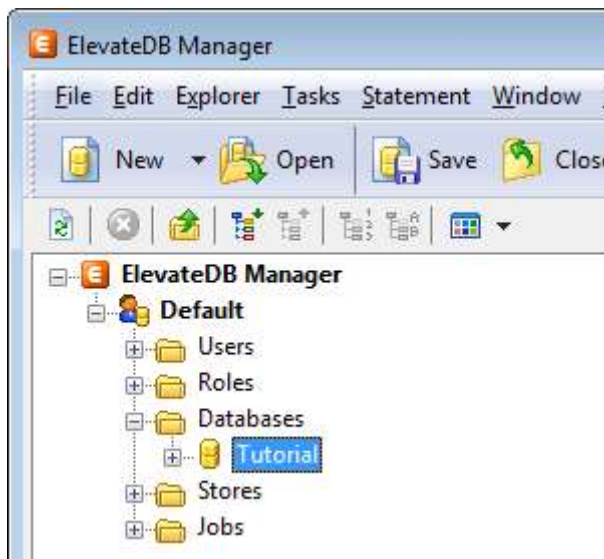 ElevateDB Manager
File Edit Explorer Tasks Statement Window
New Open Save Close
ElevateDB Manager
Default
Users
Roles
Databases
Tutorial
Stores
Jobs